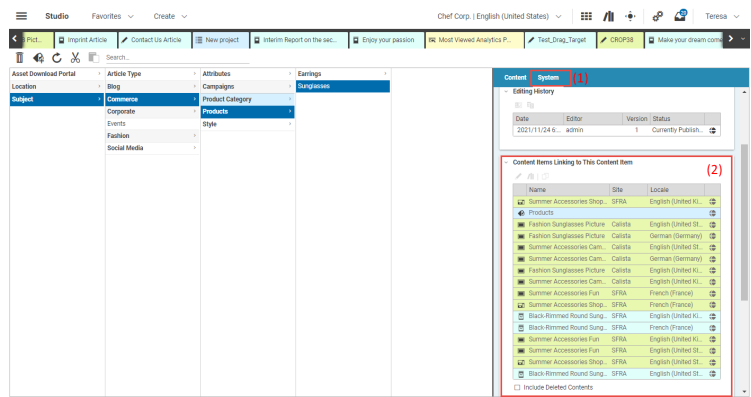 Studio Favorites Create Chef Corp. | English (United States) Teresa
Pict... Imprint Article Contact Us Article New project Interim Report on the sec... Enjoy your passion Most Viewed Analytics P... Test_Drag_Target CROP38 Make your dream come
Search...
Asset Download Portal
Location
Subject
Article Type
Blog
Commerce
Corporate
Events
Fashion
Social Media
Attributes
Campaigns
Product Category
Products
Style
Earrings
Sunglasses
Content System (1)
Editing History
Date Editor Version Status
2021/11/24 6:... admin 1 Currently Publish...
Content Items Linking to This Content Item (2)
Name Site Locale
Summer Accessories Shop... SFRA English (United Ki...
Products
Fashion Sunglasses Picture Calista English (United St...
Fashion Sunglasses Picture Calista German (Germany)
Summer Accessories Cam... Calista English (United St...
Summer Accessories Cam... Calista German (Germany)
Fashion Sunglasses Picture Calista English (United Ki...
Summer Accessories Cam... Calista English (United Ki...
Summer Accessories Fun SFRA French (France)
Summer Accessories Shop... SFRA French (France)
Black-Rimmed Round Sung... SFRA English (United Ki...
Black-Rimmed Round Sung... SFRA French (France)
Summer Accessories Fun SFRA English (United Ki...
Summer Accessories Fun SFRA English (United St...
Summer Accessories Shop... SFRA English (United St...
Black-Rimmed Round Sung... SFRA English (United St...
Include Deleted Contents